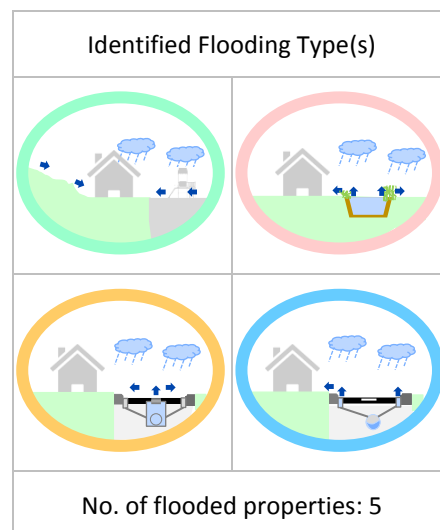 Identified Flooding Type(s)
No. of flooded properties: 5